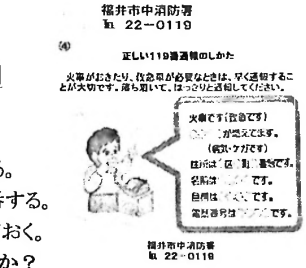 福井市中消防署
℡ 22-0119
(4)
正しい119番通報のしかた
火事がおきたり、救急車が必要なときは、早く通報するこ
とが大切です。落ち着いて、はっきりと通報してください。
火事です(救急です)
が燃えてます。
(病気・ケガです)
住所は 区 町 番地です。
名前は です。
目標は です。
電話番号は です。
る。
する。
おく。
か？
福井市中消防署
℡ 22-0119